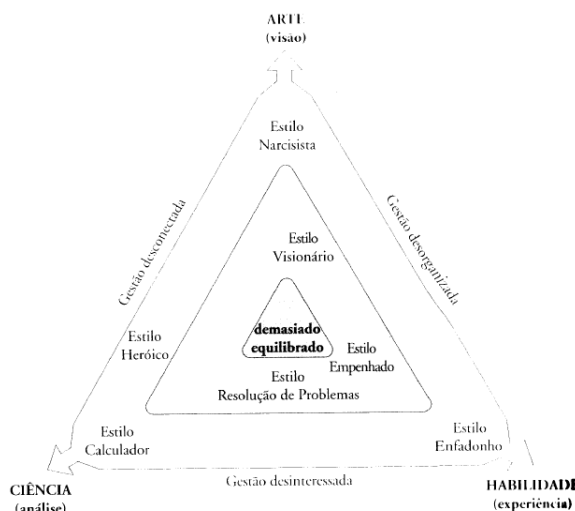 ARTE
(visão)
Estilo
Narcisista
Gestão desconectada
Gestão desorganizada
Estilo
Visionário
Estilo
Heróico
demasiado
equilibrado
Estilo
Empenhado
Estilo
Resolução de Problemas
Estilo
Calculador
Estilo
Enfadonho
Gestão desinteressada
CIÊNCIA
(análise)
HABILIDADE
(experiência)